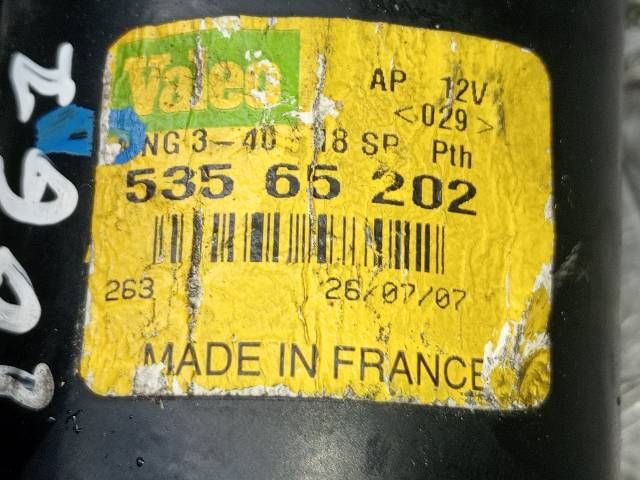 Valeo
AP 12V
<029>
NG 3-40 18 SP Pth
535 65 202
263 26/07/07
MADE IN FRANCE